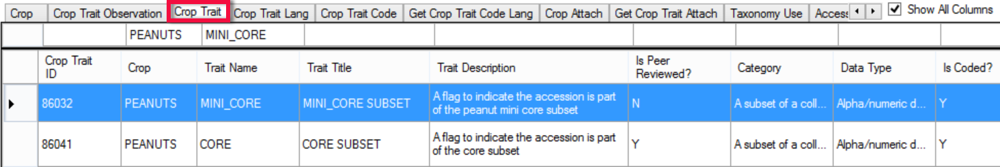 Crop Crop Trait Observation Crop Trait Crop Trait Lang Crop Trait Code Get Crop Trait Code Lang Crop Attach Get Crop Trait Attach Taxonomy Use Access Show All Columns
PEANUTS MINI_CORE
Crop Trait ID Crop Trait Name Trait Title Trait Description Is Peer Reviewed? Category Data Type Is Coded?
86032 PEANUTS MINI_CORE MINI_CORE SUBSET A flag to indicate the accession is part of the peanut mini core subset N A subset of a coll... Alpha/numeric d... Y
86041 PEANUTS CORE CORE SUBSET A flag to indicate the accession is part of the core subset Y A subset of a coll... Alpha/numeric d... Y